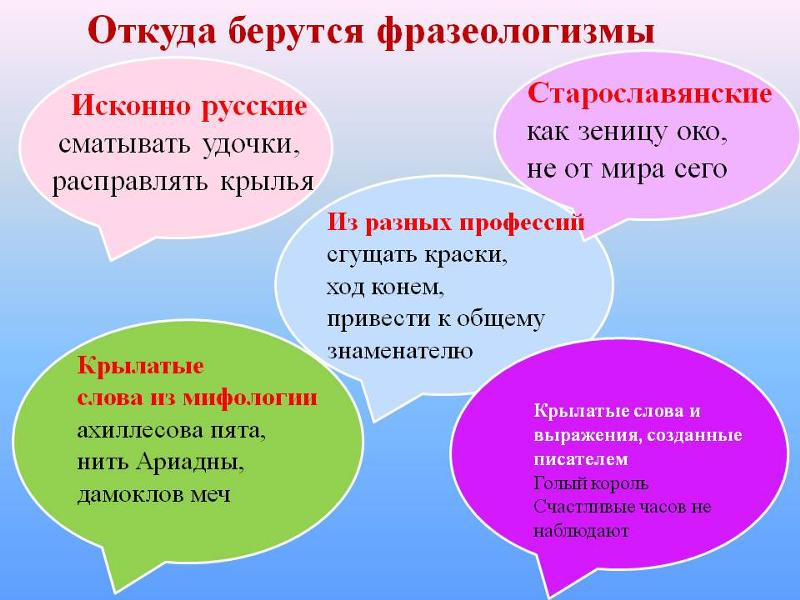 Откуда берутся фразеологизмы
Исконно русские
сматывать удочки,
расправлять крылья
Старославянские
как зеницу око,
не от мира сего
Из разных профессий
сгущать краски,
ход конем,
привести к общему
знаменателю
Крылатые
слова из мифологии
ахиллесова пята,
нить Ариадны,
дамоклов меч
Крылатые слова и
выражения, созданные
писателем
Голый король
Счастливые часов не
наблюдают